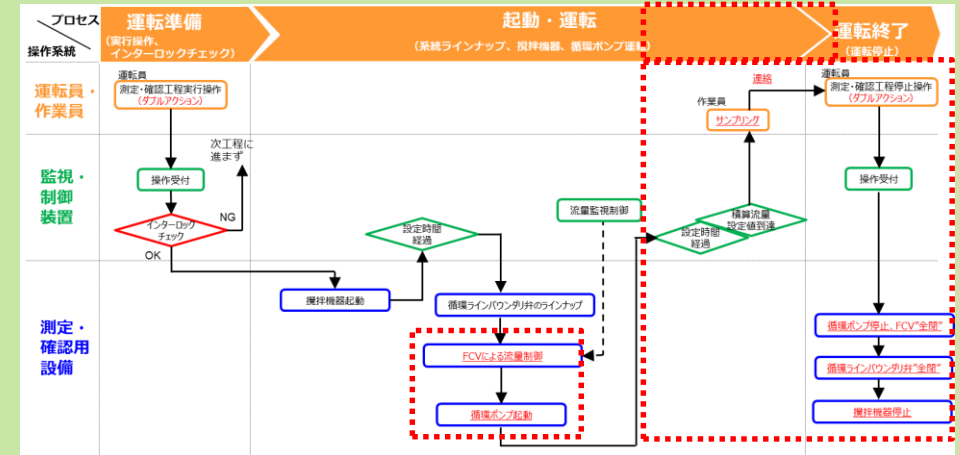 プロセス
操作系統
運転準備
(実行操作、
インターロックチェック)
起動・運転
(系統ラインナップ、撹拌機器、循環ポンプ運転)
運転終了
(運転停止)
運転員・
作業員
運転員
測定・確認工程実行操作
(ダブルアクション)
作業員
サンプリング
連絡
運転員
測定・確認工程停止操作
(ダブルアクション)
監視・
制御
装置
操作受付
次工程に
進まず
インターロック
チェック
NG
OK
設定時間
経過
流量監視制御
設定時間
経過
積算流量
設定値到達
操作受付
測定・
確認用
設備
撹拌機器起動
循環ラインバウンダリ弁のラインナップ
FCVによる流量制御
循環ポンプ起動
循環ポンプ停止、FCV"全閉"
循環ラインバウンダリ弁"全閉"
撹拌機器停止